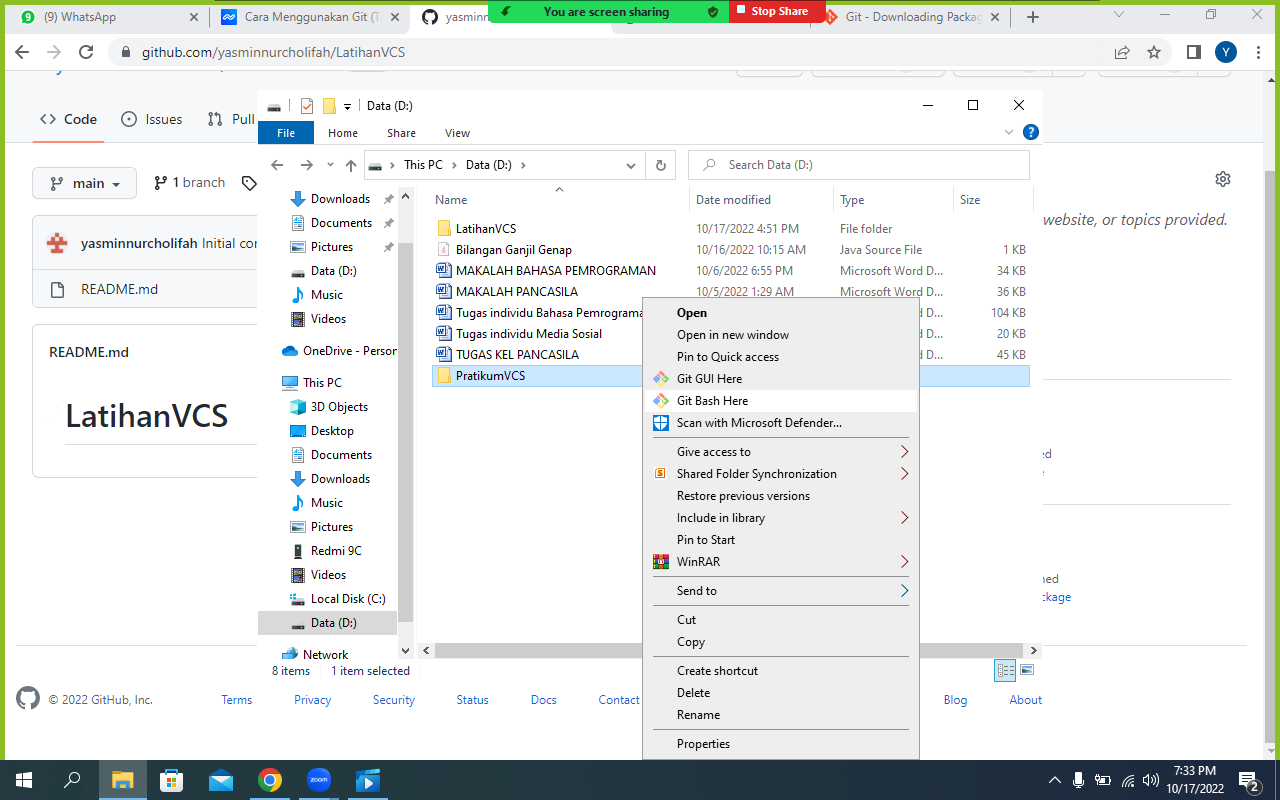 (9) WhatsApp
Cara Menggunakan Git (T
yasminn
You are screen sharing
Stop Share
Git - Downloading Packag
github.com/yasminnurcholifah/LatihanVCS
Y
Data (D:)
Code
Issues
Pull
File
Home
Share
View
This PC
Data (D:)
Search Data (D:)
main
1 branch
Downloads
Documents
Pictures
Data (D:)
Music
Videos
OneDrive - Person
This PC
3D Objects
Desktop
Documents
Downloads
Music
Pictures
Redmi 9C
Videos
Local Disk (C:)
Data (D:)
Network
Name
Date modified
Type
Size
LatihanVCS 10/17/2022 4:51 PM File folder
Bilangan Ganjil Genap 10/16/2022 10:15 AM Java Source File 1 KB
MAKALAH BAHASA PEMROGRAMAN 10/6/2022 6:55 PM Microsoft Word D... 34 KB
MAKALAH PANCASILA 10/5/2022 1:29 AM Microsoft Word D... 36 KB
Tugas individu Bahasa Pemrograma d D... 104 KB
Tugas individu Media Sosial d D... 20 KB
TUGAS KEL PANCASILA d D... 45 KB
PratikumVCS
website, or topics provided.
yasminnurcholifah Initial con
README.md
README.md
LatihanVCS
Open
Open in new window
Pin to Quick access
Git GUI Here
Git Bash Here
Scan with Microsoft Defender...
Give access to
Shared Folder Synchronization
Restore previous versions
Include in library
Pin to Start
WinRAR
Send to
Cut
Copy
Create shortcut
Delete
Rename
Properties
ed
ned
ckage
8 items
1 item selected
© 2022 GitHub, Inc.
Terms
Privacy
Security
Status
Docs
Contact
Blog
About
zoom
7:33 PM
10/17/2022
2